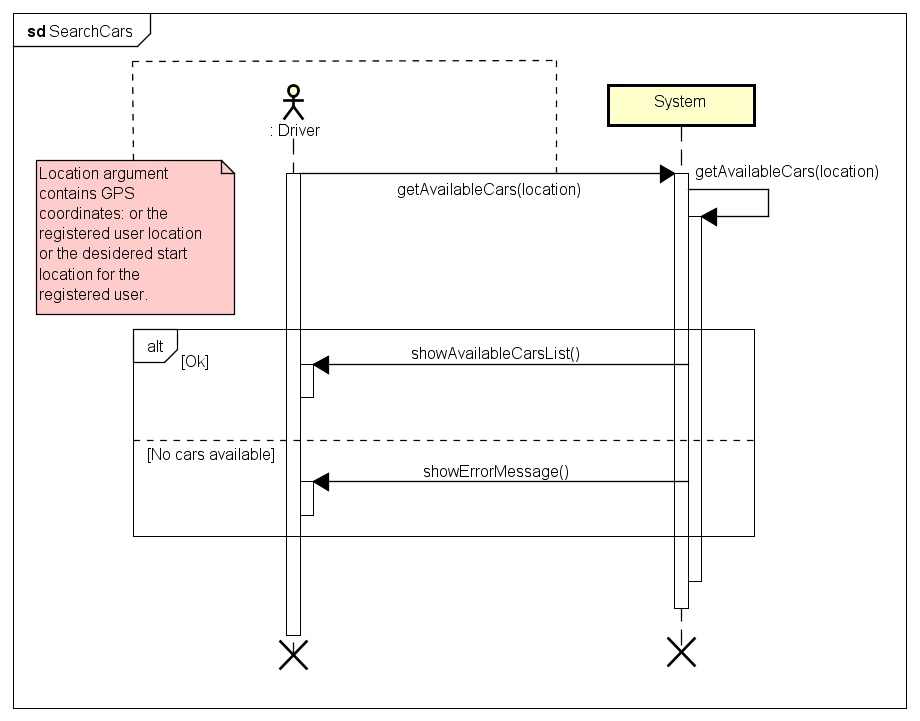 sd SearchCars
: Driver
System
getAvailableCars(location)
getAvailableCars(location)
Location argument
contains GPS
coordinates: or the
registered user location
or the desidered start
location for the
registered user.
alt
[Ok]
showAvailableCarsList()
[No cars available]
showErrorMessage()